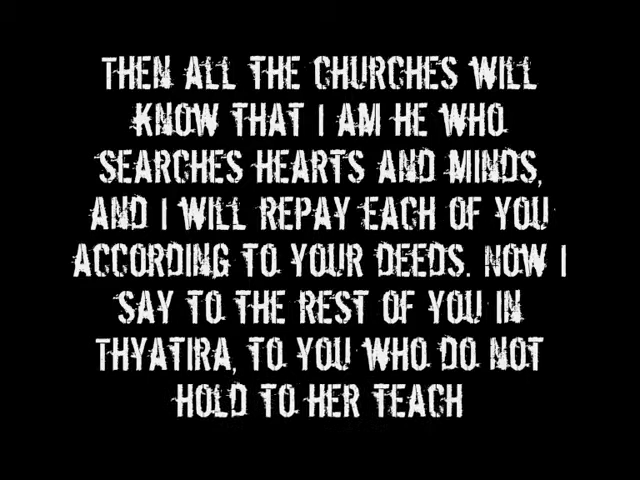 THEN ALL THE CHURCHES WILL
KNOW THAT I AM HE WHO
SEARCHES HEARTS AND MINDS,
AND I WILL REPAY EACH OF YOU
ACCORDING TO YOUR DEEDS. NOW I
SAY TO THE REST OF YOU IN
THYATIRA, TO YOU WHO DO NOT
HOLD TO HER TEACH